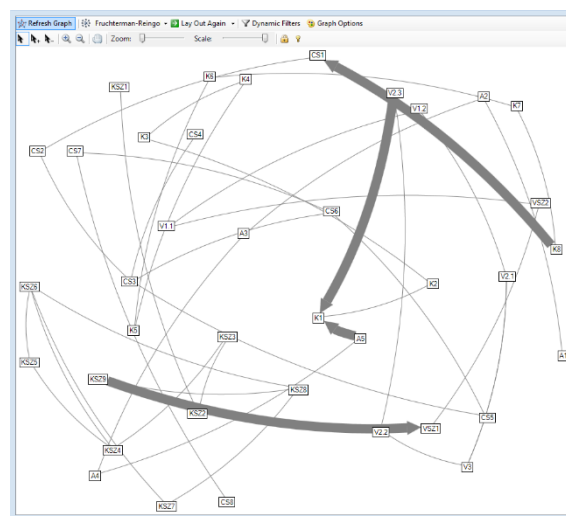 Refresh Graph Fruchterman-Reingo Lay Out Again Dynamic Filters Graph Options
Zoom: Scale:
CS1
K6 K4
KSZ1
V2.3
A2
V1.2 K7
K3 CS4
CS2 CS7
VSZ2
CS6
V1.1
A3
K8
V2.1
CS3 K2
KSZ6
K1
K5 KSZ3 A5
A1
KSZ5
KSZ9
KSZ8
KSZ2 CS5
V2.2 VSZ1
KSZ4
V3
A4
CS8
KSZ7